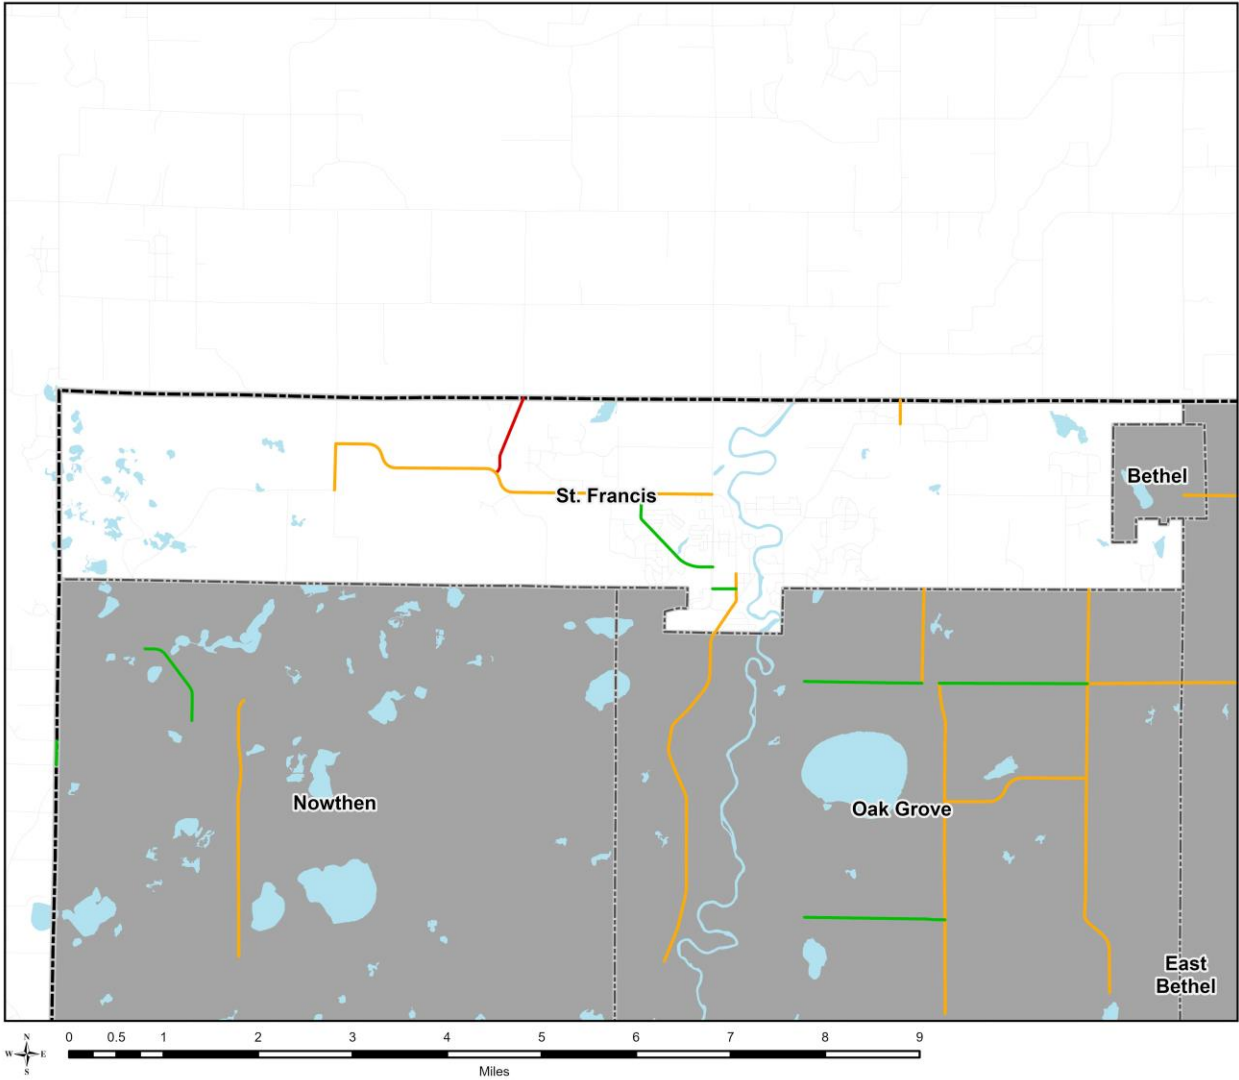 St. Francis
Bethel
Nowthen
Oak Grove
East
Bethel
N
W E
S
0 0.5 1 2 3 4 5 6 7 8 9
Miles